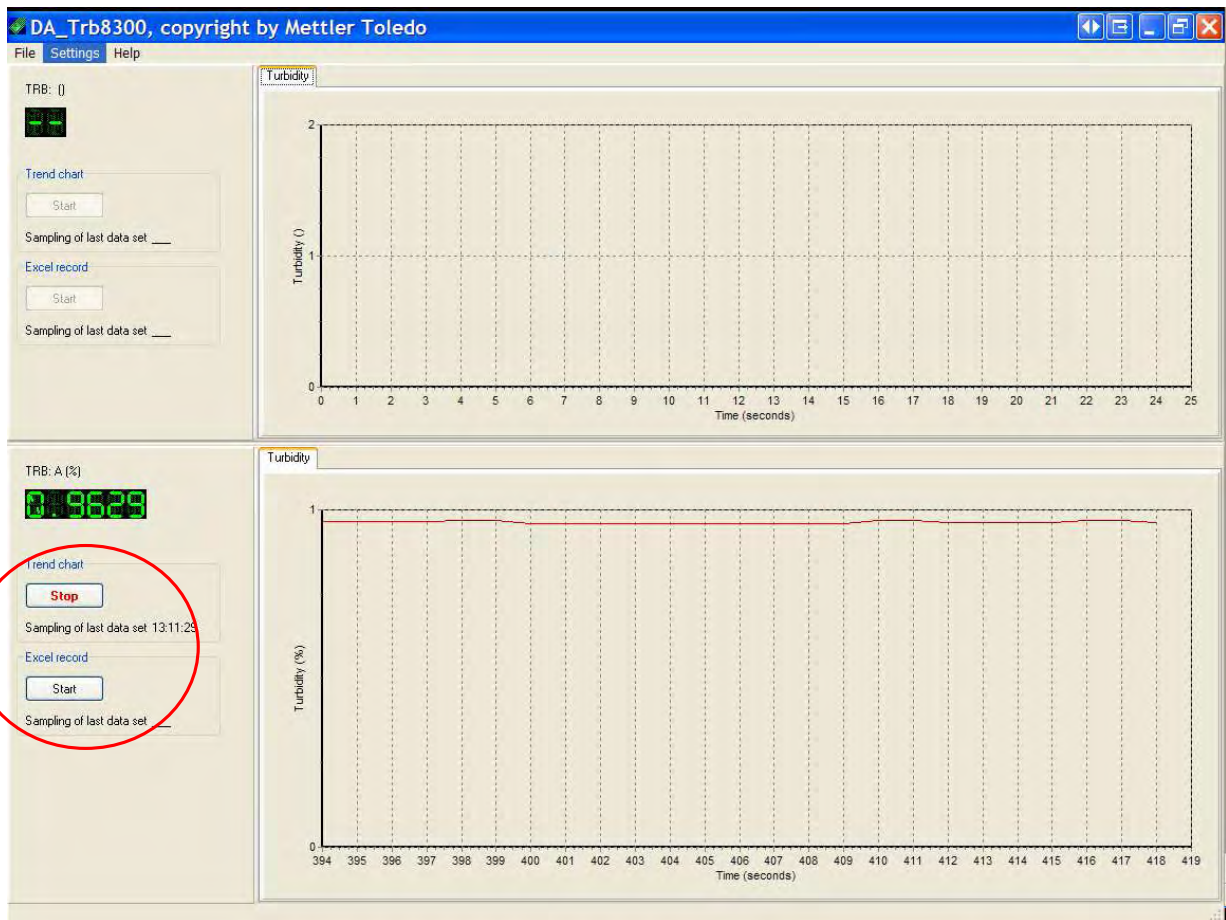 DA_Trb8300, copyright by Mettler Toledo
File Settings Help
TRB: ()
--
Trend chart
Start
Sampling of last data set ___
Excel record
Start
Sampling of last data set ___
Turbidity
Turbidity ()
2
1
0
0 1 2 3 4 5 6 7 8 9 10 11 12 13 14 15 16 17 18 19 20 21 22 23 24 25
Time (seconds)
TRB: A (%)
0.9629
Trend chart
Stop
Sampling of last data set 13:11:29
Excel record
Start
Sampling of last data set ___
Turbidity
Turbidity (%)
1
0
394 395 396 397 398 399 400 401 402 403 404 405 406 407 408 409 410 411 412 413 414 415 416 417 418 419
Time (seconds)